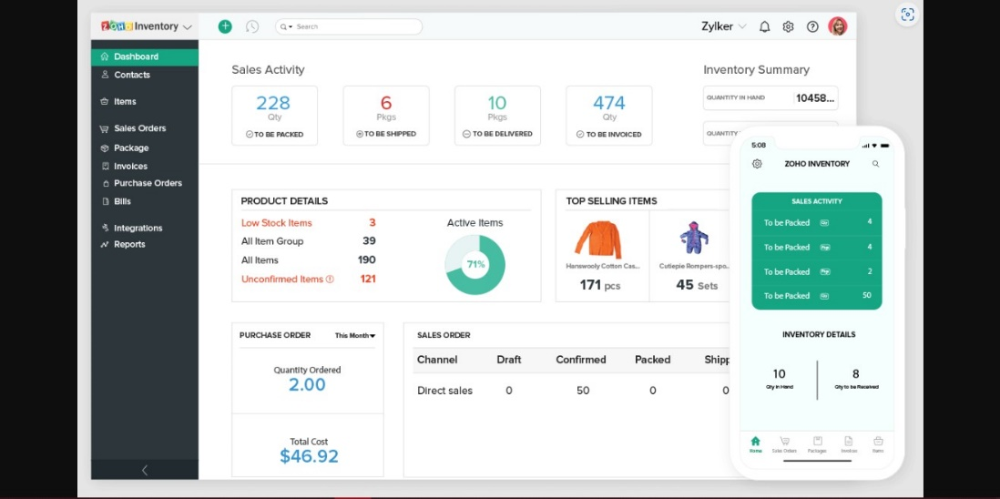 ZOHO Inventory
Search
Zylker
Dashboard
Contacts
Items
Sales Orders
Package
Invoices
Purchase Orders
Bills
Integrations
Reports
Sales Activity
228
Qty
TO BE PACKED
6
Pkgs
TO BE SHIPPED
10
Pkgs
TO BE DELIVERED
474
Qty
TO BE INVOICED
Inventory Summary
QUANTITY IN HAND 10458...
QUANTITY
PRODUCT DETAILS
Low Stock Items 3
All Item Group 39
All Items 190
Unconfirmed Items 121
Active Items
71%
TOP SELLING ITEMS
Hanswooly Cotton Cas...
171 pcs
Cutiepie Rompers-spo...
45 Sets
PURCHASE ORDER This Month
Quantity Ordered
2.00
Total Cost
$46.92
SALES ORDER
Channel Draft Confirmed Packed Shipp
Direct sales 0 50 0 0
5:08
ZOHO INVENTORY
SALES ACTIVITY
To be Packed 4
To be Packed 4
To be Packed 2
To be Packed 50
INVENTORY DETAILS
10
Qty in Hand
8
Qty to be Received
Home Sales Orders Packages Invoices Items